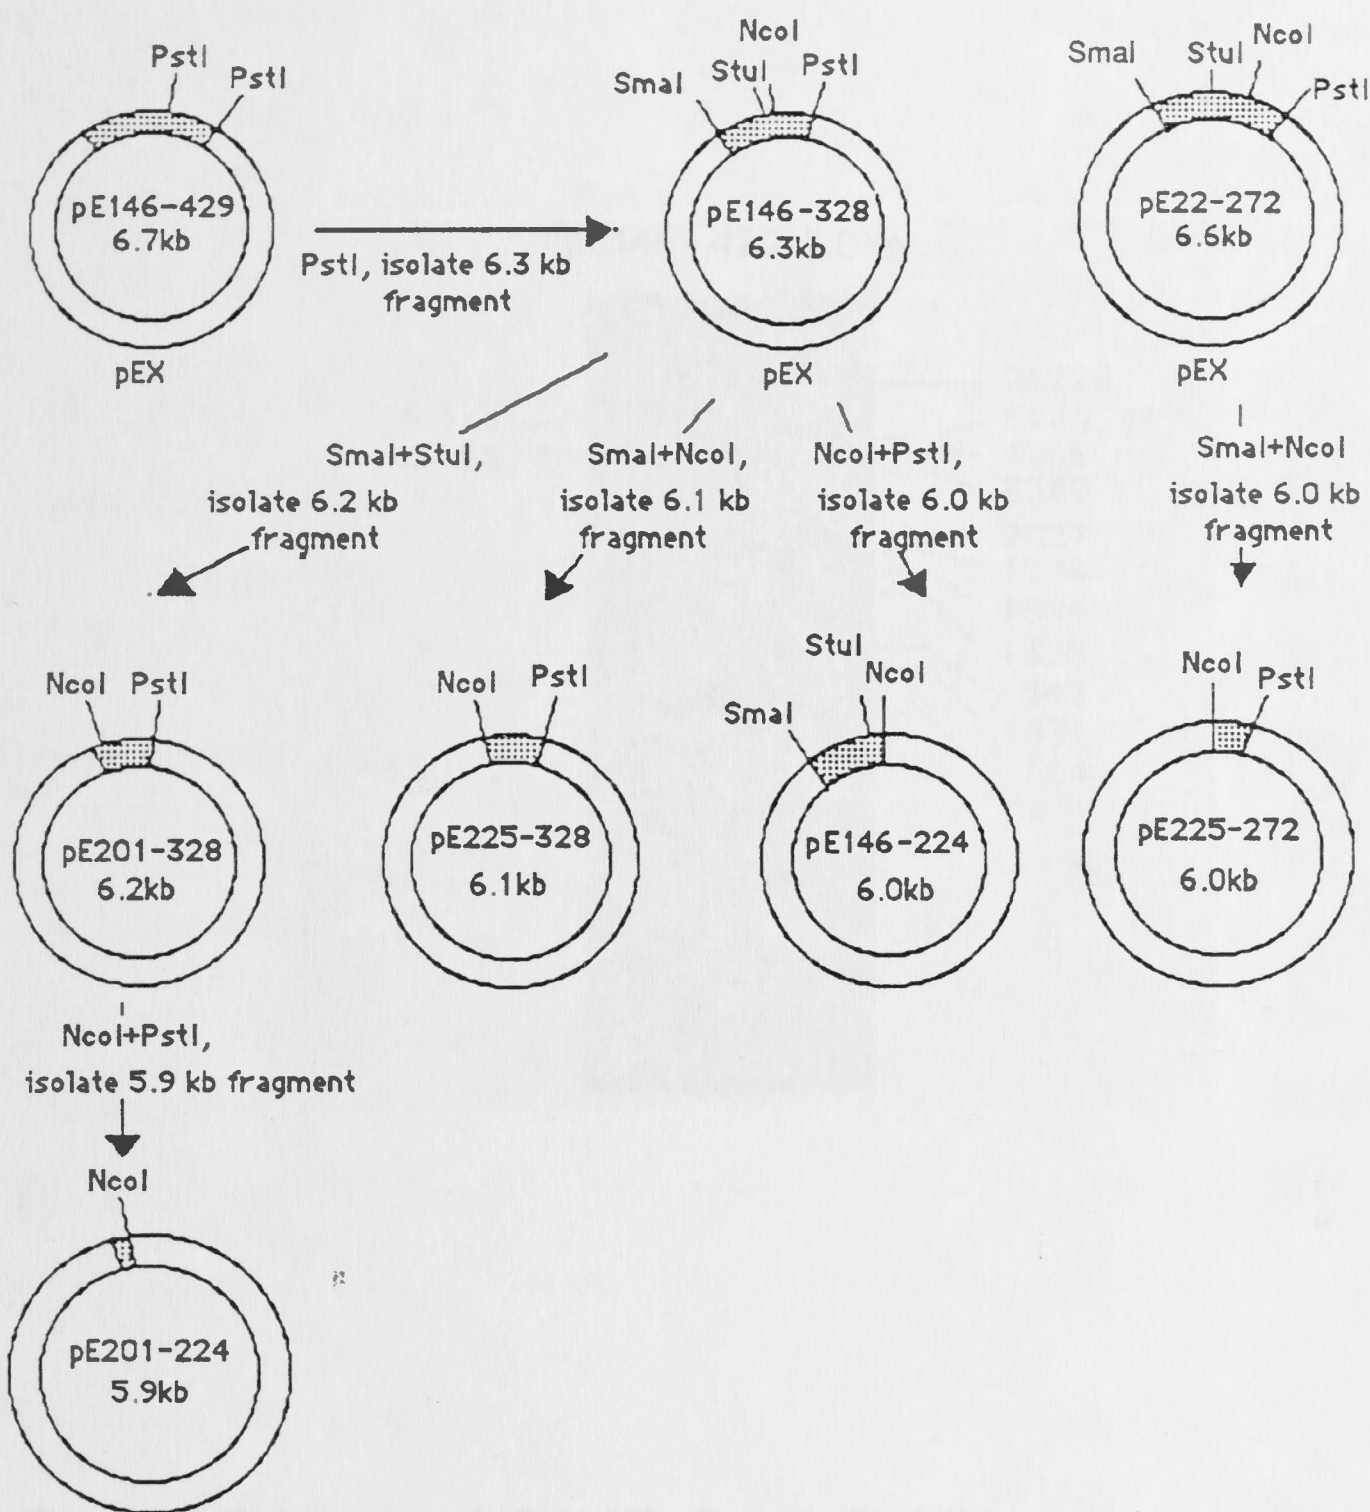 PstI
PstI
pE146-429
6.7kb
pEX
PstI, isolate 6.3 kb
fragment
NcoI
SmaI
StuI
PstI
pE146-328
6.3kb
pEX
SmaI
StuI
NcoI
PstI
pE22-272
6.6kb
pEX
SmaI+StuI,
isolate 6.2 kb
fragment
SmaI+NcoI,
isolate 6.1 kb
fragment
NcoI+PstI,
isolate 6.0 kb
fragment
SmaI+NcoI
isolate 6.0 kb
fragment
NcoI
PstI
pE201-328
6.2kb
NcoI
PstI
pE225-328
6.1kb
StuI
NcoI
SmaI
pE146-224
6.0kb
NcoI
PstI
pE225-272
6.0kb
NcoI+PstI,
isolate 5.9 kb fragment
NcoI
pE201-224
5.9kb